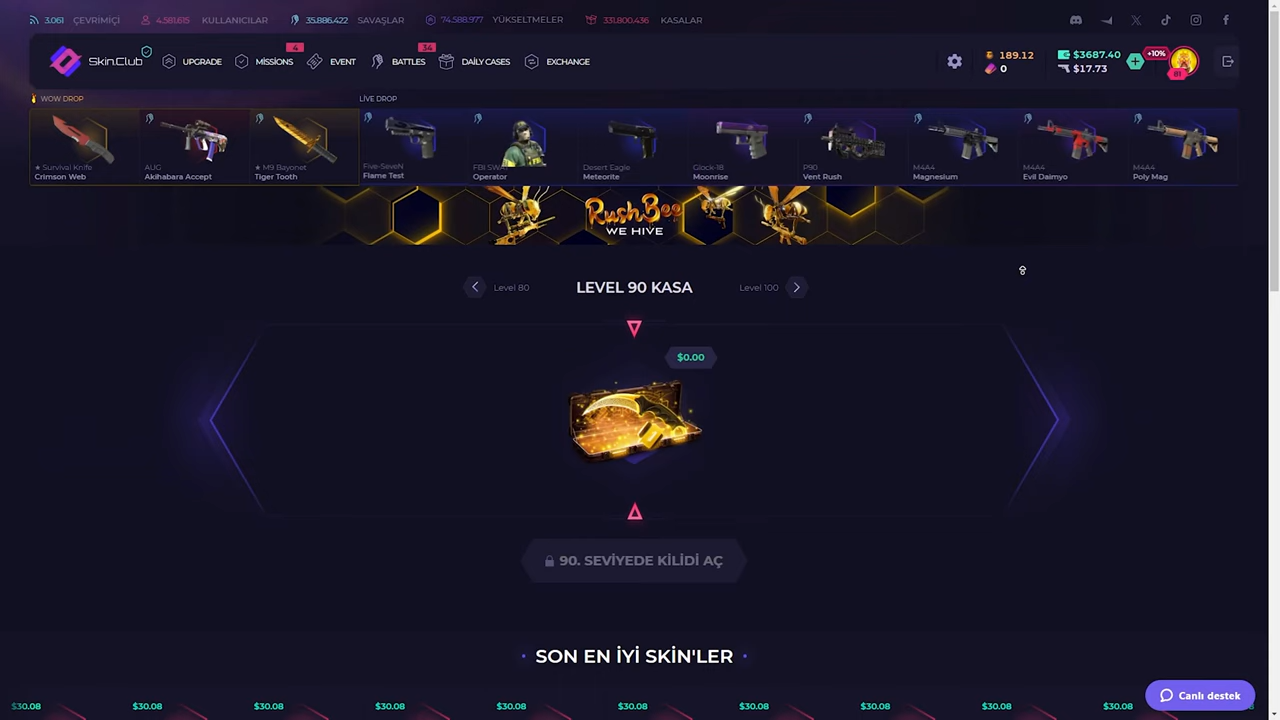 3.061 ÇEVRİMİÇİ 4.581.615 KULLANICILAR 35.886.422 SAVAŞLAR 74.588.977 YÜKSELTMELER 331.800.436 KASALAR
4 34
Skin.Club UPGRADE MISSIONS EVENT BATTLES DAILY CASES EXCHANGE
189.12 $3687.40 +10%
0 $17.73 81
WOW DROP LİVE DROP
★ Survival Knife AUG ★ M9 Bayonet Five-SeveN FBI SWAT Desert Eagle Glock-18 P90 M4A4 M4A4 M4A4
Crimson Web Akihabara Accept Tiger Tooth Flame Test Operator Meteorite Moonrise Vent Rush Magnesium Evil Daimyo Poly Mag
RushBee
WE HIVE
Level 80 LEVEL 90 KASA Level 100
$0.00
90. SEVİYEDE KİLİDİ AÇ
SON EN İYİ SKİN'LER
Canlı destek
$30.08 $30.08 $30.08 $30.08 $30.08 $30.08 $30.08 $30.08 $30.08 $30.08